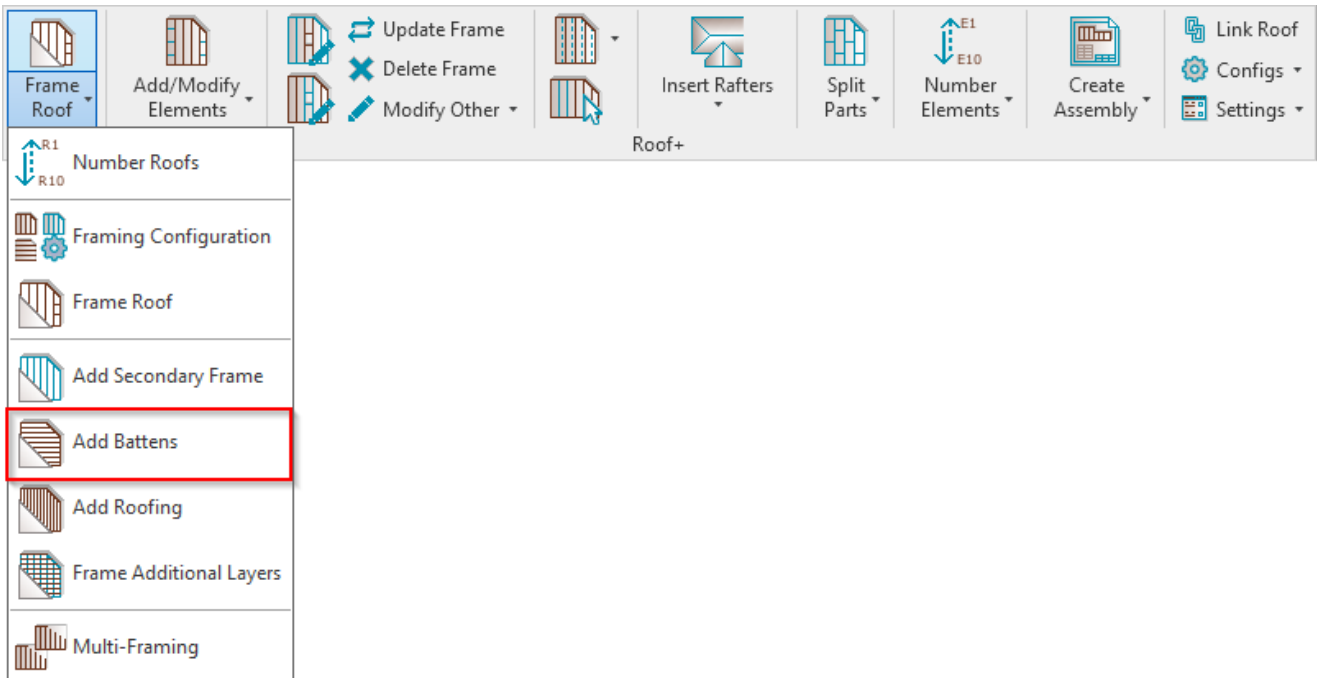 Frame
Roof
Add/Modify
Elements
Update Frame
Delete Frame
Modify Other
Insert Rafters
Split
Parts
E1
E10
Number
Elements
Create
Assembly
Link Roof
Configs
Settings
Roof+
R1
R10
Number Roofs
Framing Configuration
Frame Roof
Add Secondary Frame
Add Battens
Add Roofing
Frame Additional Layers
Multi-Framing